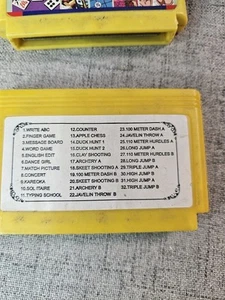 1.WRITE ABC
2.FINGER GAME
3.MESSAGE BOARD
4.WORD GAME
5.ENGLISH EDIT
6.DANCE GIRL
7.MATCH PICTURE
8.CONCERT
9.KAREOKA
10.SOLITAIRE
11.TYPING SCHOOL
12.COUNTER
13.APPLE CHESS
14.DUCK HUNT 1
15.DUCK HUNT 2
16.CLAY SHOOTING
17.ARCHERY A
18.SKEET SHOOTING A
19.100 METER DASH B
20.SKEET SHOOTING B
21.ARCHERY B
22.JAVELIN THROW B
23.100 METER DASH A
24.JAVELIN THROW A
25.110 METER HURDLES A
26.LONG JUMP A
27.110 METER HURDLES B
28.LONG JUMP B
29.TRIPLE JUMP A
30.HIGH JUMP B
31.HIGH JUMP A
32.TRIPLE JUMP B